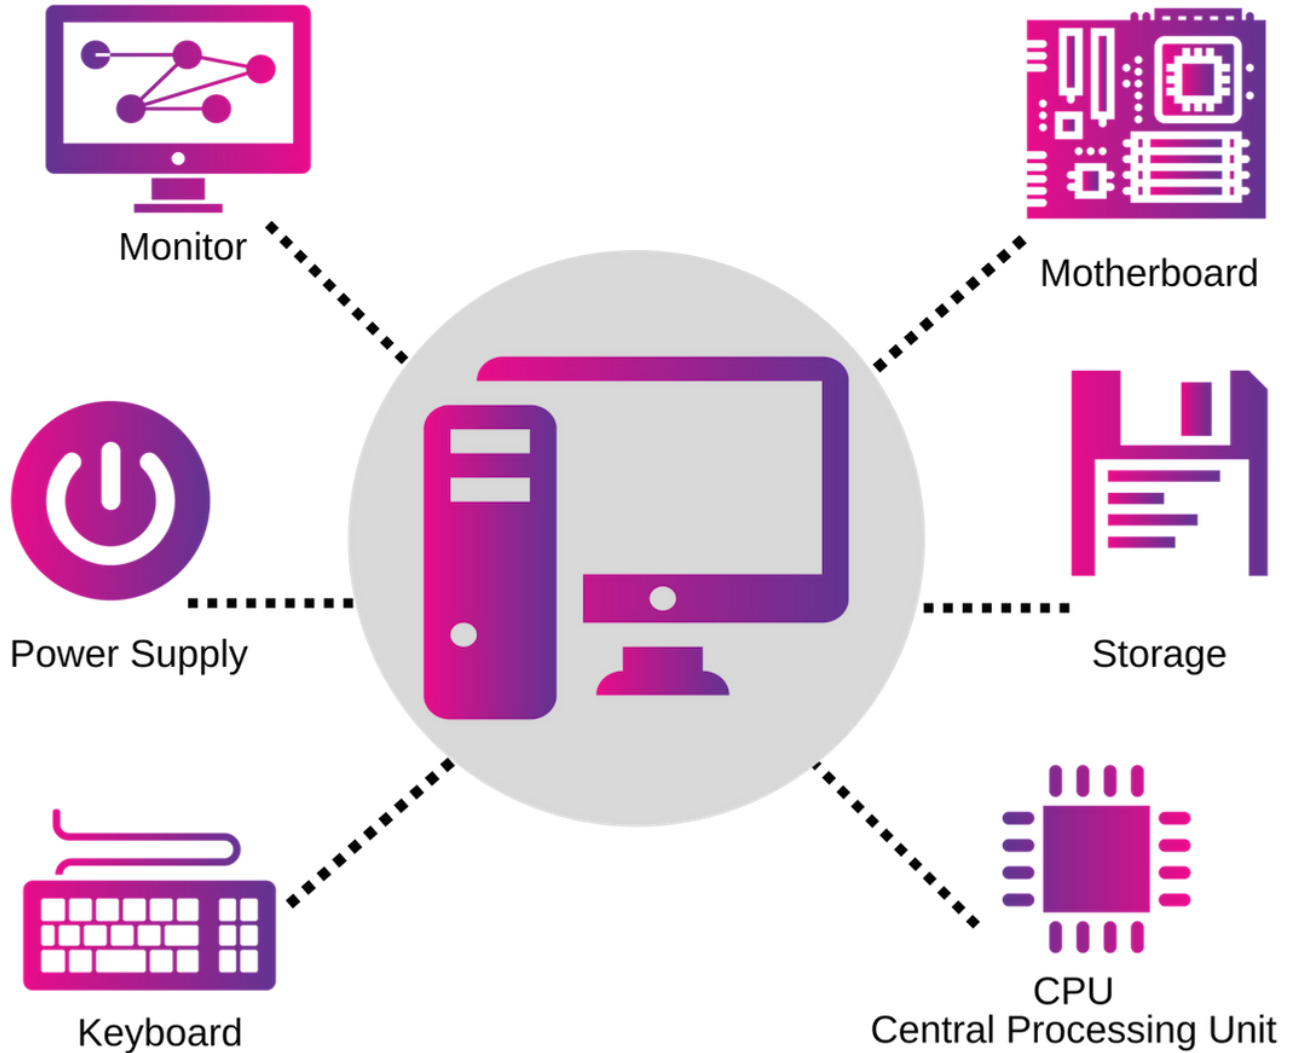 Monitor
Motherboard
Power Supply
Storage
Keyboard
CPU
Central Processing Unit